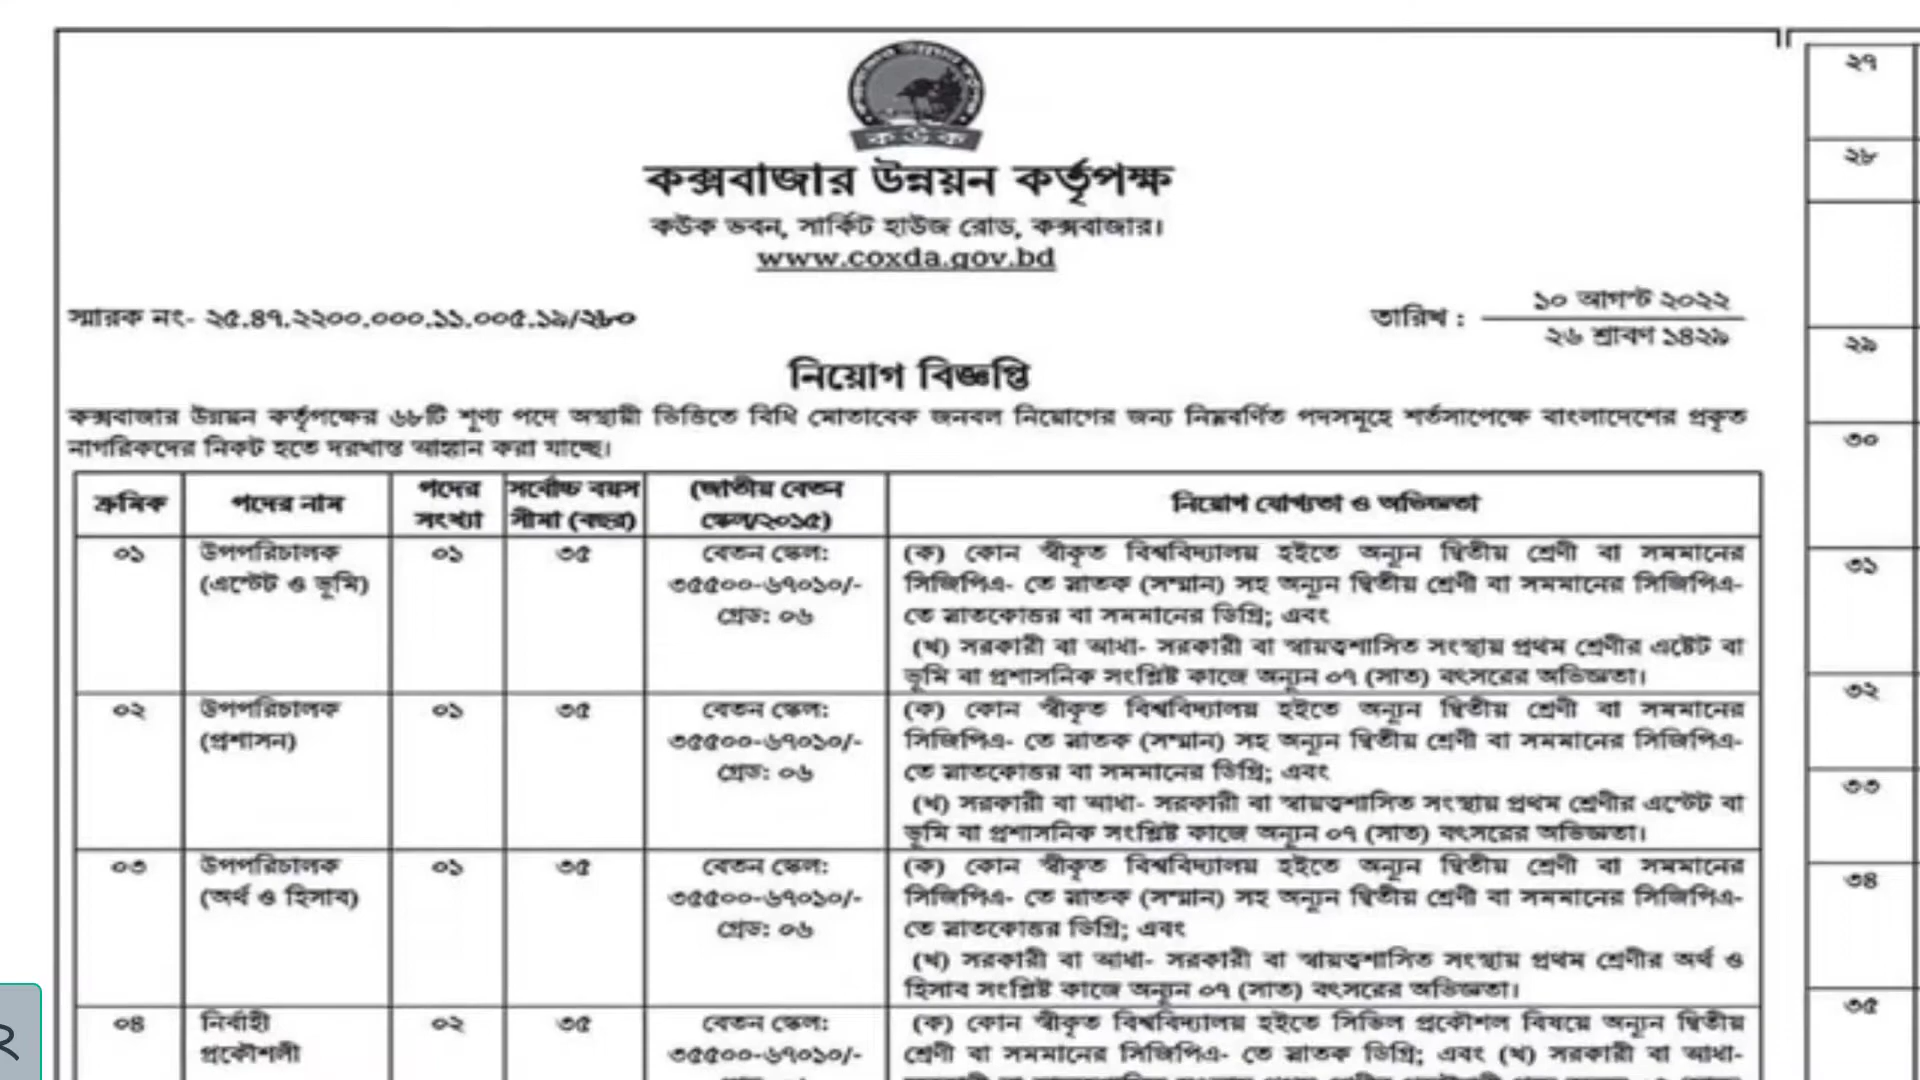 কক্সবাজার উন্নয়ন কর্তৃপক্ষ
কউক ভবন, সার্কিট হাউজ রোড, কক্সবাজার।
www.coxda.gov.bd
স্মারক নং- ২৫.৪৭.২২০০.০০০.১১.০০৫.১৯/২৮০
তারিখ : ১০ আগস্ট ২০২২
২৬ শ্রাবণ ১৪২৯
নিয়োগ বিজ্ঞপ্তি
কক্সবাজার উন্নয়ন কর্তৃপক্ষের ৬৮টি শূণ্য পদে অস্থায়ী ভিত্তিতে বিধি মোতাবেক জনবল নিয়োগের জন্য নিম্নবর্ণিত পদসমূহে শর্তসাপেক্ষে বাংলাদেশের প্রকৃত
নাগরিকদের নিকট হতে দরখাস্ত আহ্বান করা যাচ্ছে।
ক্রমিক পদের নাম পদের সংখ্যা সর্বোচ্চ বয়স সীমা (বছর) (জাতীয় বেতন স্কেল/২০১৫) নিয়োগ যোগ্যতা ও অভিজ্ঞতা
০১ উপপরিচালক ০১ ৩৫ বেতন স্কেল: (ক) কোন স্বীকৃত বিশ্ববিদ্যালয় হইতে অন্যূন দ্বিতীয় শ্রেণী বা সমমানের
(এস্টেট ও ভূমি) ৩৫৫০০-৬৭০১০/- সিজিপিএ- তে স্নাতক (সম্মান) সহ অন্যূন দ্বিতীয় শ্রেণী বা সমমানের সিজিপিএ-
গ্রেড: ০৬ তে স্নাতকোত্তর বা সমমানের ডিগ্রি; এবং
(খ) সরকারী বা আধা- সরকারী বা স্বায়ত্বশাসিত সংস্থায় প্রথম শ্রেণীর এষ্টেট বা
ভূমি বা প্রশাসনিক সংশ্লিষ্ট কাজে অন্যূন ০৭ (সাত) বৎসরের অভিজ্ঞতা।
০২ উপপরিচালক ০১ ৩৫ বেতন স্কেল: (ক) কোন স্বীকৃত বিশ্ববিদ্যালয় হইতে অন্যূন দ্বিতীয় শ্রেণী বা সমমানের
(প্রশাসন) ৩৫৫০০-৬৭০১০/- সিজিপিএ- তে স্নাতক (সম্মান) সহ অন্যূন দ্বিতীয় শ্রেণী বা সমমানের সিজিপিএ-
গ্রেড: ০৬ তে স্নাতকোত্তর বা সমমানের ডিগ্রি; এবং
(খ) সরকারী বা আধা- সরকারী বা স্বায়ত্বশাসিত সংস্থায় প্রথম শ্রেণীর এস্টেট বা
ভূমি বা প্রশাসনিক সংশ্লিষ্ট কাজে অন্যূন ০৭ (সাত) বৎসরের অভিজ্ঞতা।
০৩ উপপরিচালক ০১ ৩৫ বেতন স্কেল: (ক) কোন স্বীকৃত বিশ্ববিদ্যালয় হইতে অন্যূন দ্বিতীয় শ্রেণী বা সমমানের
(অর্থ ও হিসাব) ৩৫৫০০-৬৭০১০/- সিজিপিএ- তে স্নাতক (সম্মান) সহ অন্যূন দ্বিতীয় শ্রেণী বা সমমানের সিজিপিএ-
গ্রেড: ০৬ তে স্নাতকোত্তর ডিগ্রি; এবং
(খ) সরকারী বা আধা- সরকারী বা স্বায়ত্বশাসিত সংস্থায় প্রথম শ্রেণীর অর্থ ও
হিসাব সংশ্লিষ্ট কাজে অন্যূন ০৭ (সাত) বৎসরের অভিজ্ঞতা।
০৪ নির্বাহী ০২ ৩৫ বেতন স্কেল: (ক) কোন স্বীকৃত বিশ্ববিদ্যালয় হইতে সিভিল প্রকৌশল বিষয়ে অন্যূন দ্বিতীয়
প্রকৌশলী ৩৫৫০০-৬৭০১০/- শ্রেণী বা সমমানের সিজিপিএ- তে স্নাতক ডিগ্রি; এবং (খ) সরকারী বা আধা-
২৭
২৮
২৯
৩০
৩১
৩২
৩৩
৩৪
৩৫
২